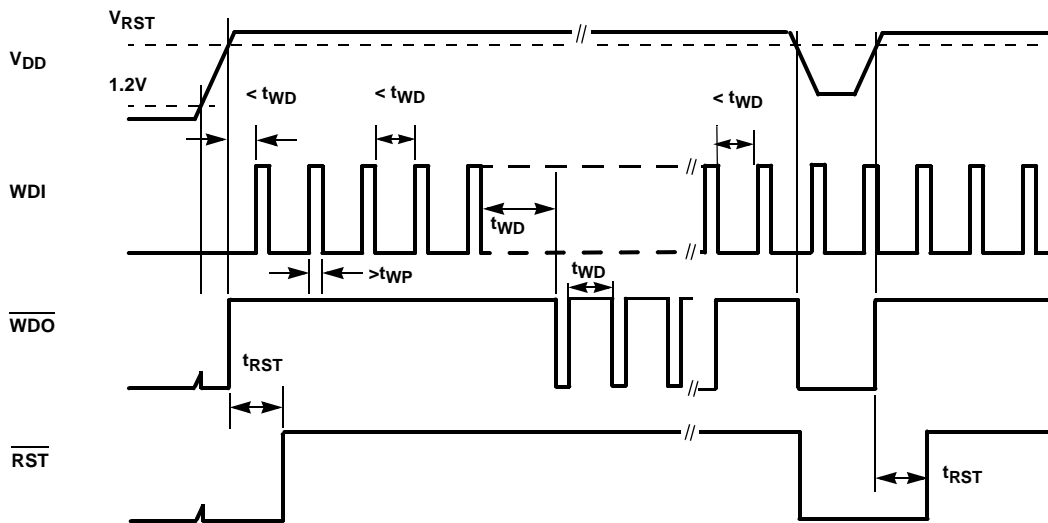 VRST
VDD
1.2V
< tWD
< tWD
< tWD
WDI
tWD
>tWP
tWD
WDO
tRST
RST
tRST